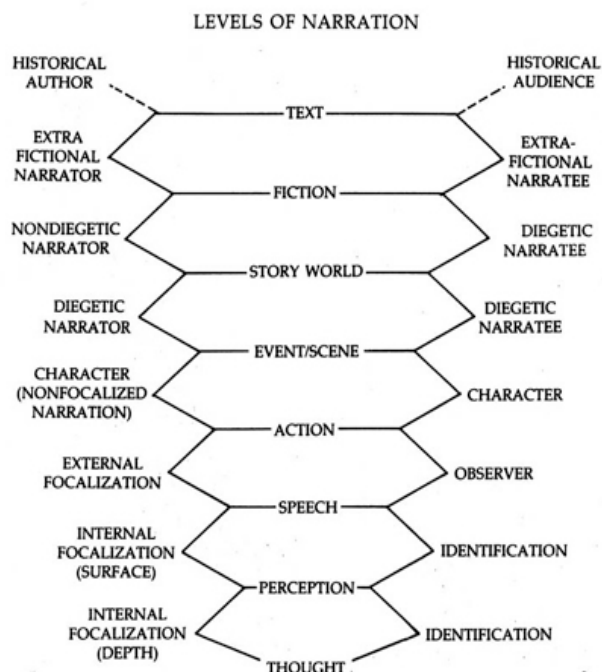 LEVELS OF NARRATION
HISTORICAL
AUTHOR
HISTORICAL
AUDIENCE
TEXT
EXTRA
FICTIONAL
NARRATOR
EXTRA-
FICTIONAL
NARRATEE
FICTION
NONDIEGETIC
NARRATOR
DIEGETIC
NARRATEE
STORY WORLD
DIEGETIC
NARRATOR
DIEGETIC
NARRATEE
EVENT/SCENE
CHARACTER
(NONFOCALIZED
NARRATION)
CHARACTER
ACTION
EXTERNAL
FOCALIZATION
OBSERVER
SPEECH
INTERNAL
FOCALIZATION
(SURFACE)
IDENTIFICATION
PERCEPTION
INTERNAL
FOCALIZATION
(DEPTH)
IDENTIFICATION
THOUGHT